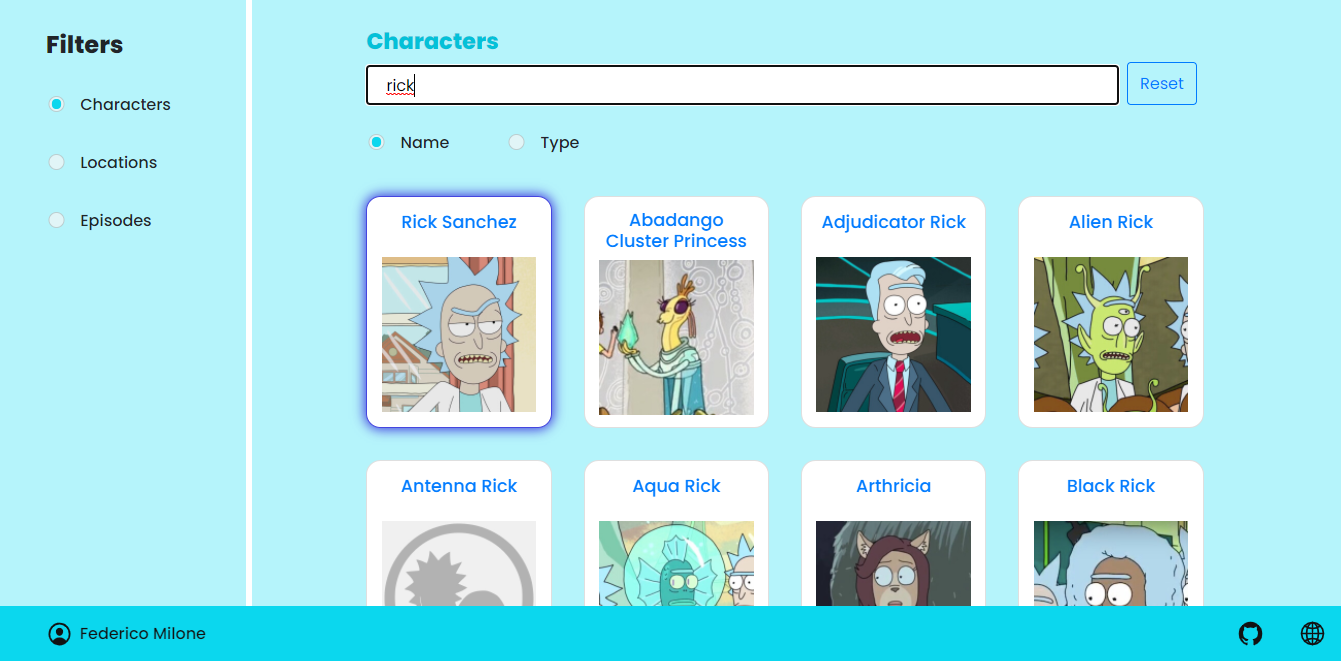 Filters
Characters
Locations
Episodes
Characters
rick
Reset
Name
Type
Rick Sanchez
Abadango
Cluster Princess
Adjudicator Rick
Alien Rick
Antenna Rick
Aqua Rick
Arthricia
Black Rick
Federico Milone